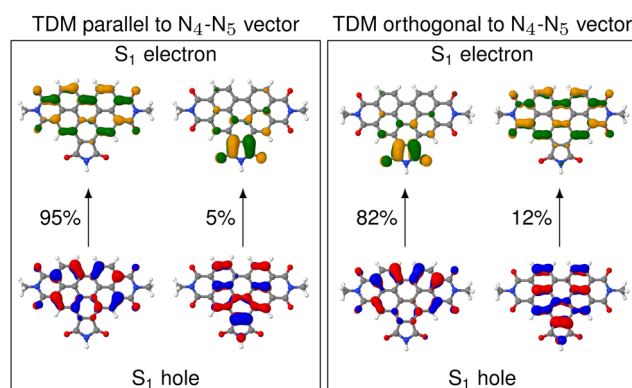 TDM parallel to N₄-N₅ vector
S₁ electron
95%
5%
S₁ hole
TDM orthogonal to N₄-N₅ vector
S₁ electron
82%
12%
S₁ hole